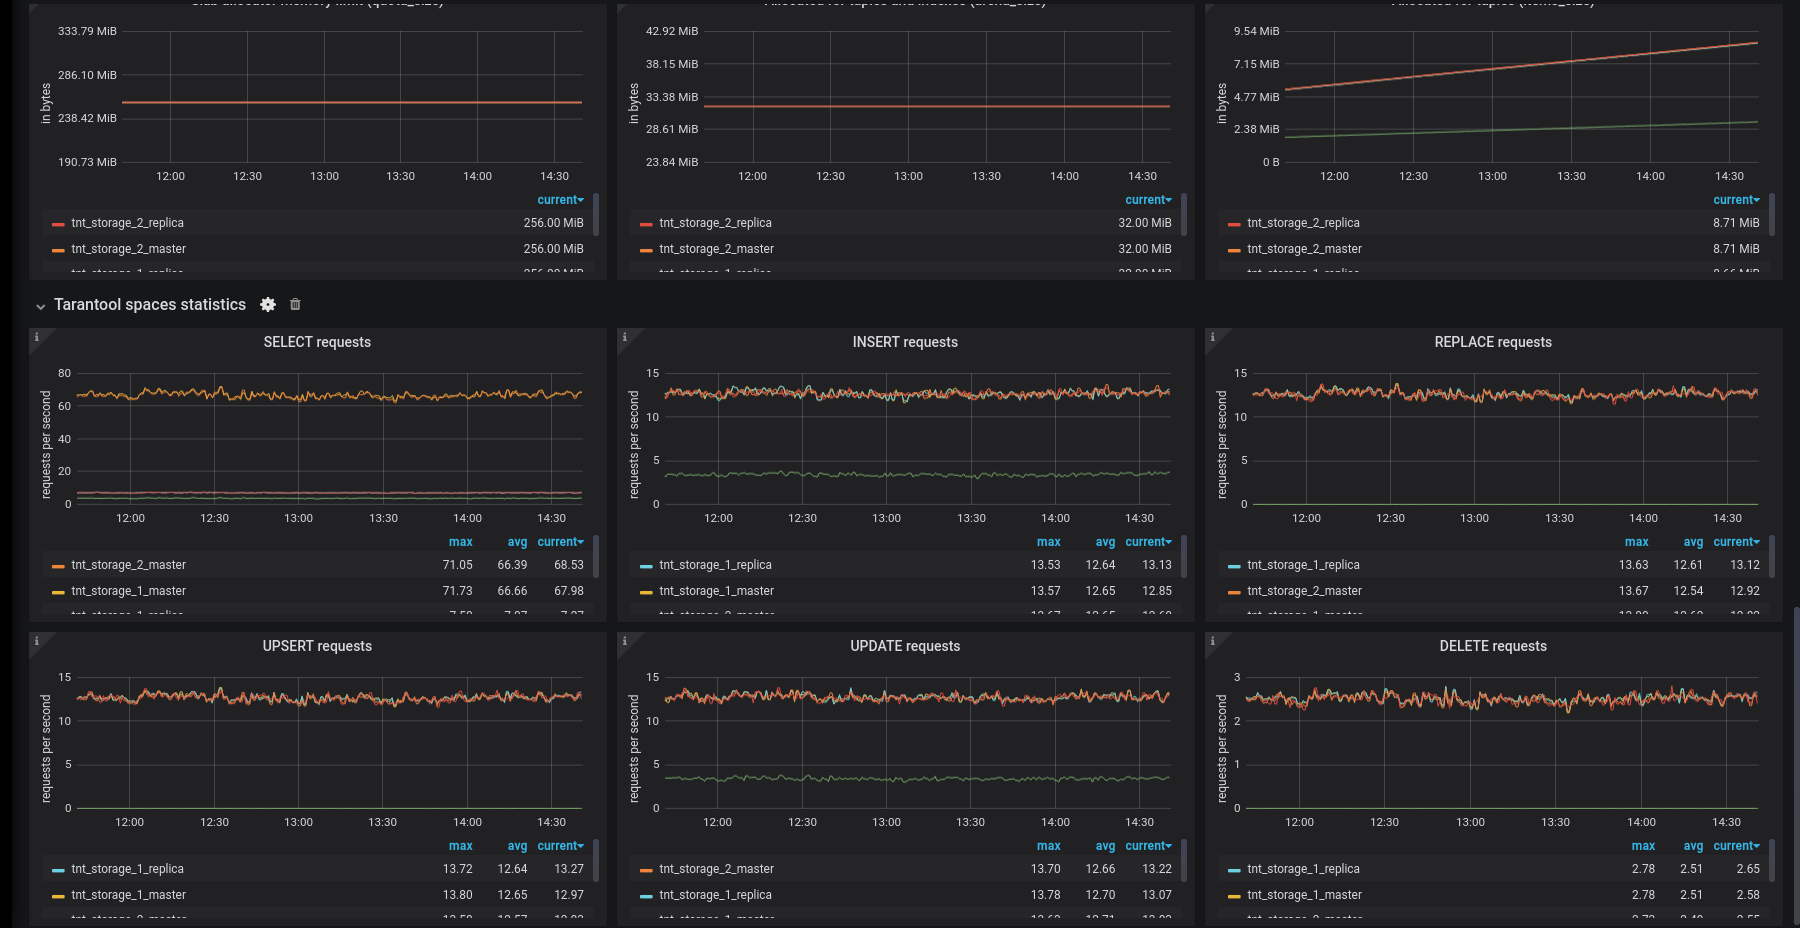 333.79 MiB
286.10 MiB
238.42 MiB
190.73 MiB
in bytes
12:00 12:30 13:00 13:30 14:00 14:30
current
tnt_storage_2_replica 256.00 MiB
tnt_storage_2_master 256.00 MiB
42.92 MiB
38.15 MiB
33.38 MiB
28.61 MiB
23.84 MiB
in bytes
12:00 12:30 13:00 13:30 14:00 14:30
current
tnt_storage_2_replica 32.00 MiB
tnt_storage_2_master 32.00 MiB
9.54 MiB
7.15 MiB
4.77 MiB
2.38 MiB
0 B
in bytes
12:00 12:30 13:00 13:30 14:00 14:30
current
tnt_storage_2_replica 8.71 MiB
tnt_storage_2_master 8.71 MiB
Tarantool spaces statistics
SELECT requests
80
60
40
20
0
requests per second
12:00 12:30 13:00 13:30 14:00 14:30
max avg current
tnt_storage_2_master 71.05 66.39 68.53
tnt_storage_1_master 71.73 66.66 67.98
INSERT requests
15
10
5
0
requests per second
12:00 12:30 13:00 13:30 14:00 14:30
max avg current
tnt_storage_1_replica 13.53 12.64 13.13
tnt_storage_1_master 13.57 12.65 12.85
REPLACE requests
15
10
5
0
requests per second
12:00 12:30 13:00 13:30 14:00 14:30
max avg current
tnt_storage_1_replica 13.63 12.61 13.12
tnt_storage_2_master 13.67 12.54 12.92
UPSERT requests
15
10
5
0
requests per second
12:00 12:30 13:00 13:30 14:00 14:30
max avg current
tnt_storage_1_replica 13.72 12.64 13.27
tnt_storage_1_master 13.80 12.65 12.97
UPDATE requests
15
10
5
0
requests per second
12:00 12:30 13:00 13:30 14:00 14:30
max avg current
tnt_storage_2_master 13.70 12.66 13.22
tnt_storage_1_replica 13.78 12.70 13.07
DELETE requests
3
2
1
0
requests per second
12:00 12:30 13:00 13:30 14:00 14:30
max avg current
tnt_storage_1_replica 2.78 2.51 2.65
tnt_storage_1_master 2.78 2.51 2.58